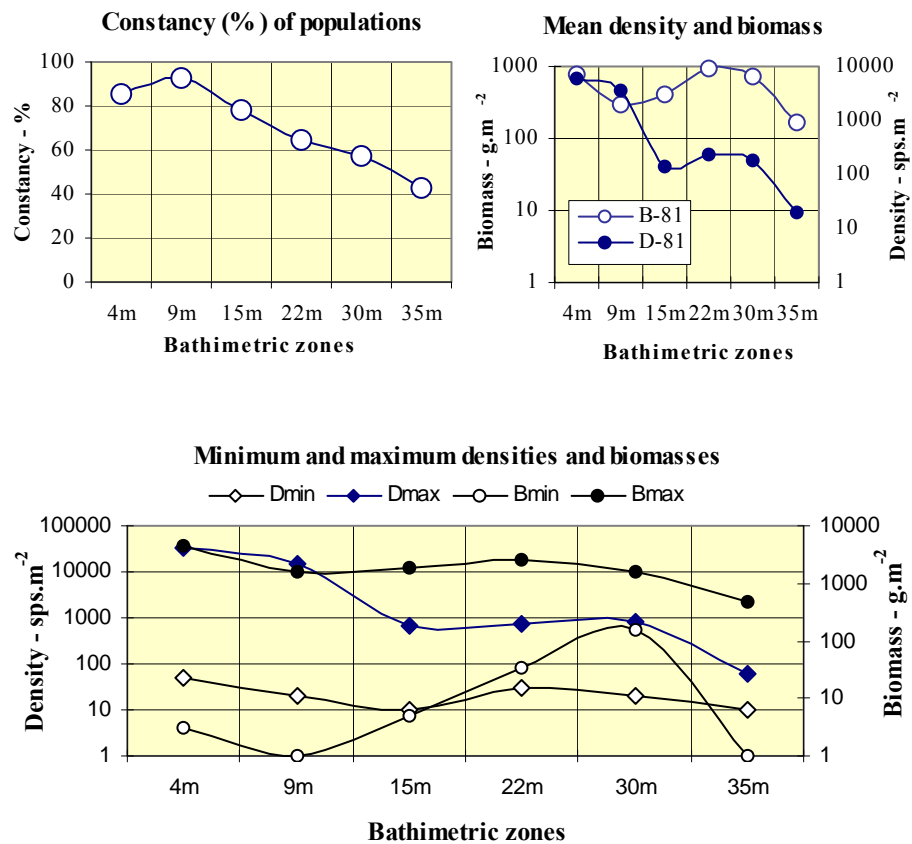 Constancy (%) of populations
Constancy - %
100
80
60
40
20
0
4m 9m 15m 22m 30m 35m
Bathimetric zones
Mean density and biomass
Biomass - g.m -2
1000
100
10
1
B-81
D-81
10000
1000
100
10
1
Density - sps.m -2
4m 9m 15m 22m 30m 35m
Bathimetric zones
Minimum and maximum densities and biomasses
Dmin Dmax Bmin Bmax
Density - sps.m-2
100000
10000
1000
100
10
1
10000
1000
100
10
1
Biomass - g.m-2
4m 9m 15m 22m 30m 35m
Bathimetric zones